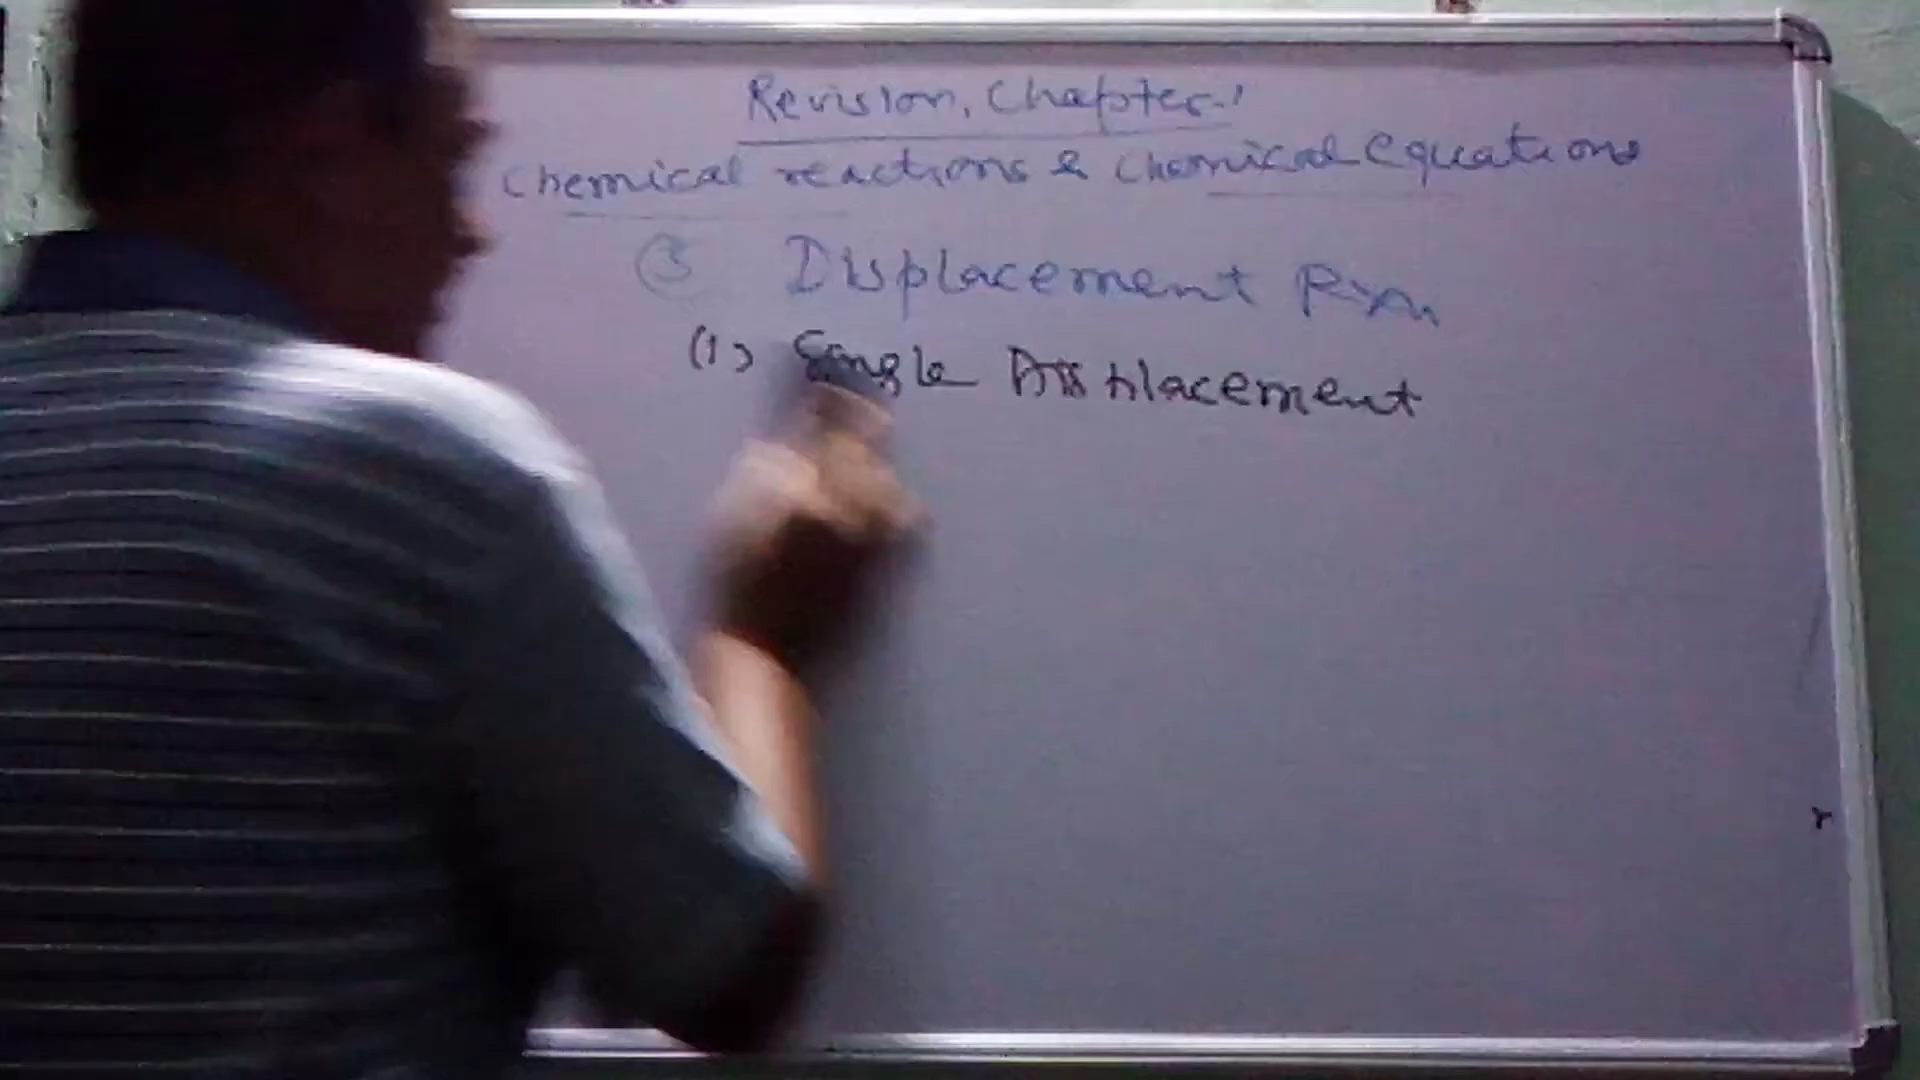 Revision, Chapter-1
Chemical reactions & Chemical equations
③ Displacement Rxn
(1) Single Displacement